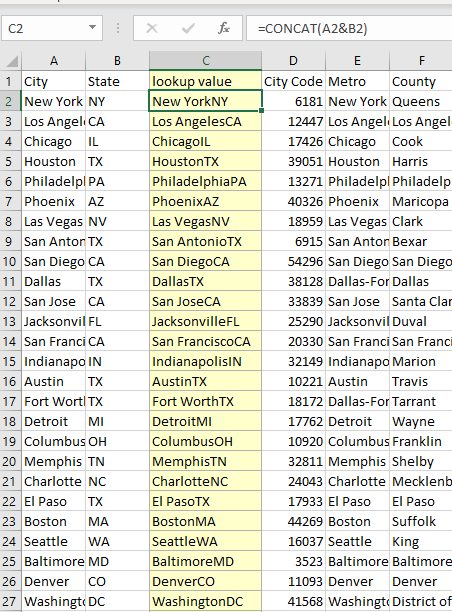 C2 fx =CONCAT(A2&B2)
A B C D E F
1 City State lookup value City Code Metro County
2 New York NY New YorkNY 6181 New York Queens
3 Los Angel CA Los AngelesCA 12447 Los Angel Los Angele
4 Chicago IL ChicagoIL 17426 Chicago Cook
5 Houston TX HoustonTX 39051 Houston Harris
6 Philadelpl PA PhiladelphiaPA 13271 Philadelpl Philadelp
7 Phoenix AZ PhoenixAZ 40326 Phoenix Maricopa
8 Las Vegas NV Las VegasNV 18959 Las Vegas Clark
9 San Anton TX San AntonioTX 6915 San Anton Bexar
10 San Diego CA San DiegoCA 54296 San Diego San Diego
11 Dallas TX DallasTX 38128 Dallas-For Dallas
12 San Jose CA San JoseCA 33839 San Jose Santa Clar
13 Jacksonvil FL JacksonvilleFL 25290 Jacksonvil Duval
14 San Franci CA San FranciscoCA 20330 San Franci San Franci
15 Indianapo IN IndianapolisIN 32149 Indianapo Marion
16 Austin TX AustinTX 10221 Austin Travis
17 Fort Wort TX Fort WorthTX 18172 Dallas-For Tarrant
18 Detroit MI DetroitMI 17762 Detroit Wayne
19 Columbus OH ColumbusOH 10920 Columbus Franklin
20 Memphis TN MemphisTN 32811 Memphis Shelby
21 Charlotte NC CharlotteNC 24043 Charlotte Mecklenb
22 El Paso TX El PasoTX 17933 El Paso El Paso
23 Boston MA BostonMA 44269 Boston Suffolk
24 Seattle WA SeattleWA 16037 Seattle King
25 Baltimore MD BaltimoreMD 3523 Baltimore Baltimore
26 Denver CO DenverCO 11093 Denver Denver
27 Washingt DC WashingtonDC 41568 Washingt District of